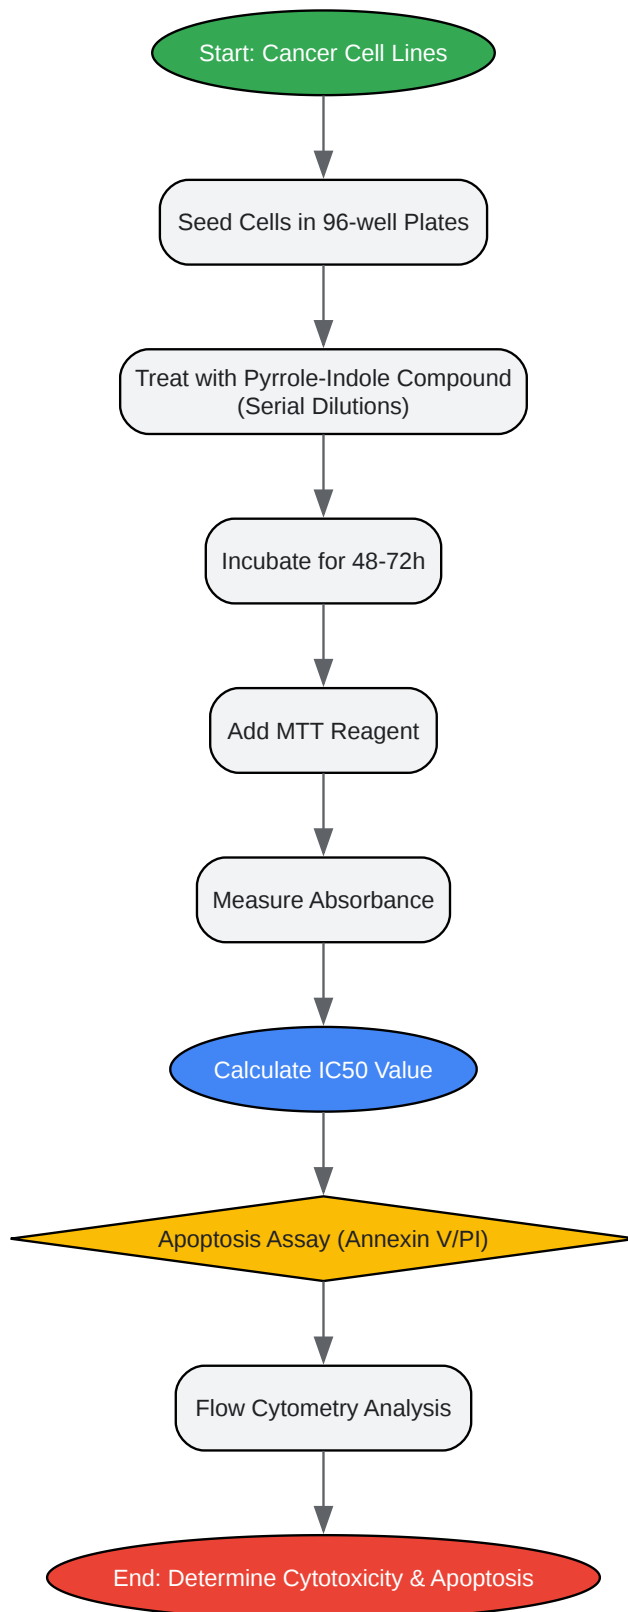 Start: Cancer Cell Lines
Seed Cells in 96-well Plates
Treat with Pyrrole-Indole Compound
(Serial Dilutions)
Incubate for 48-72h
Add MTT Reagent
Measure Absorbance
Calculate IC50 Value
Apoptosis Assay (Annexin V/PI)
Flow Cytometry Analysis
End: Determine Cytotoxicity & Apoptosis